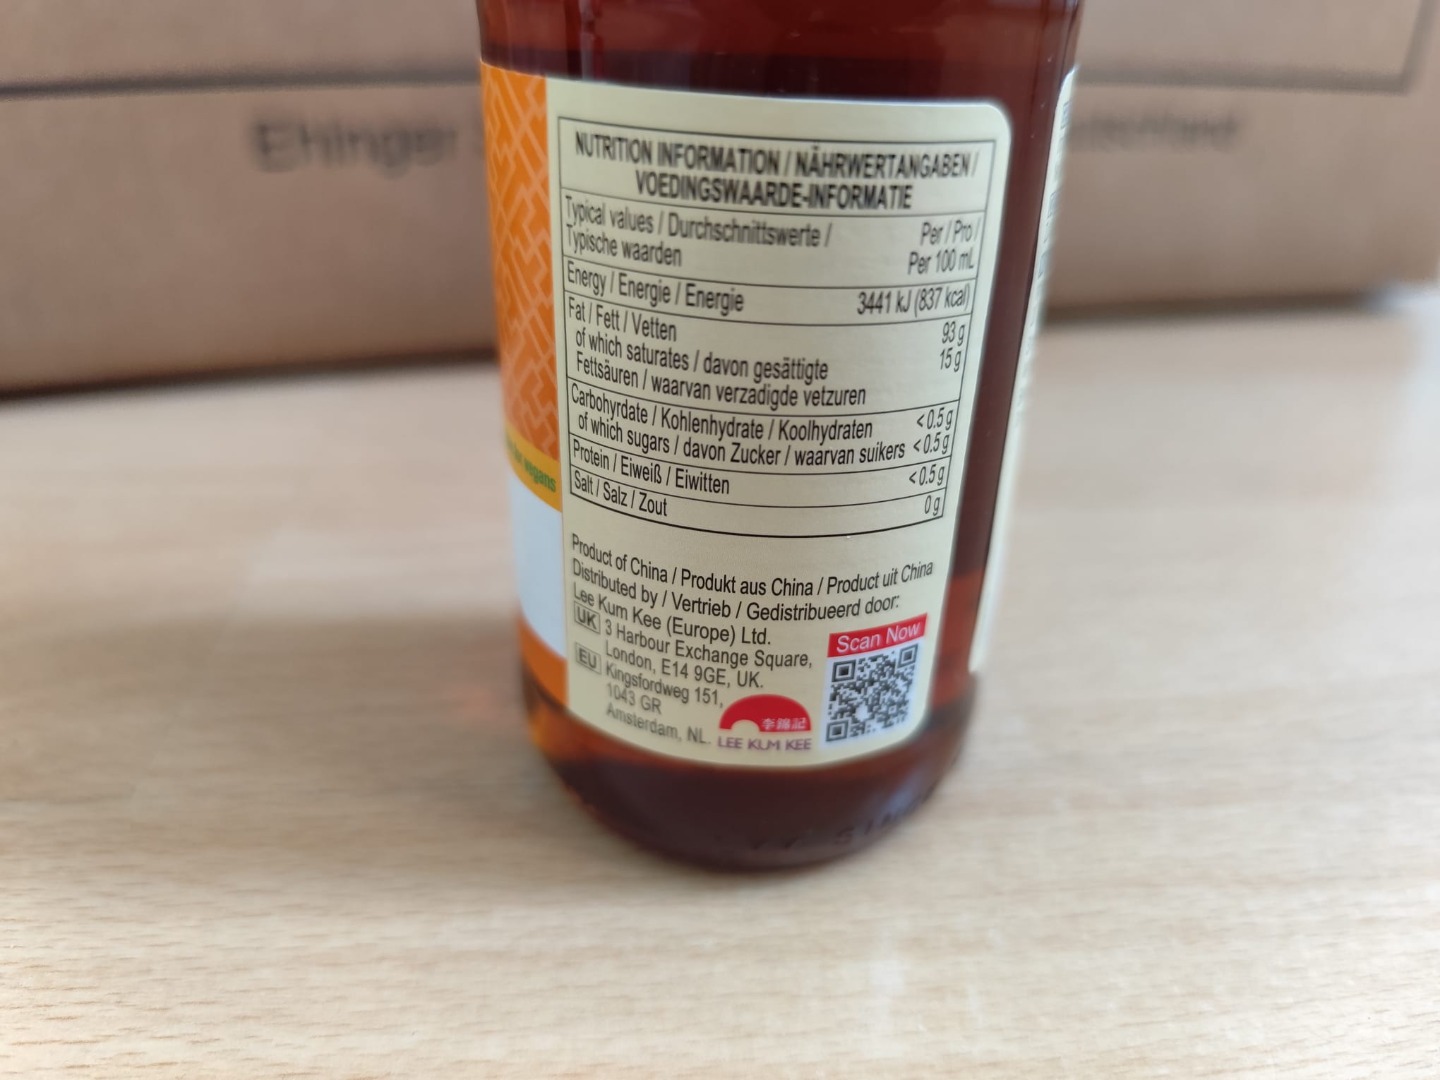 Ehinger
NUTRITION INFORMATION / NÄHRWERTANGABEN /
VOEDINGSWAARDE-INFORMATIE
Typical values / Durchschnittswerte /
Typische waarden
Per / Pro /
Per 100 mL
Energy / Energie / Energie 3441 kJ (837 kcal)
Fat / Fett / Vetten 93 g
of which saturates / davon gesättigte 15 g
Fettsäuren / waarvan verzadigde vetzuren
Carbohyrdate / Kohlenhydrate / Koolhydraten <0.5 g
of which sugars / davon Zucker / waarvan suikers <0.5 g
Protein / Eiweiß / Eiwitten <0.5 g
Salt / Salz / Zout 0 g
vegans
Product of China / Produkt aus China / Product uit China
Distributed by / Vertrieb / Gedistribueerd door:
Lee Kum Kee (Europe) Ltd.
UK 3 Harbour Exchange Square,
London, E14 9GE, UK.
EU Kingsfordweg 151,
1043 GR
Amsterdam, NL.
Scan Now
李錦記
LEE KUM KEE